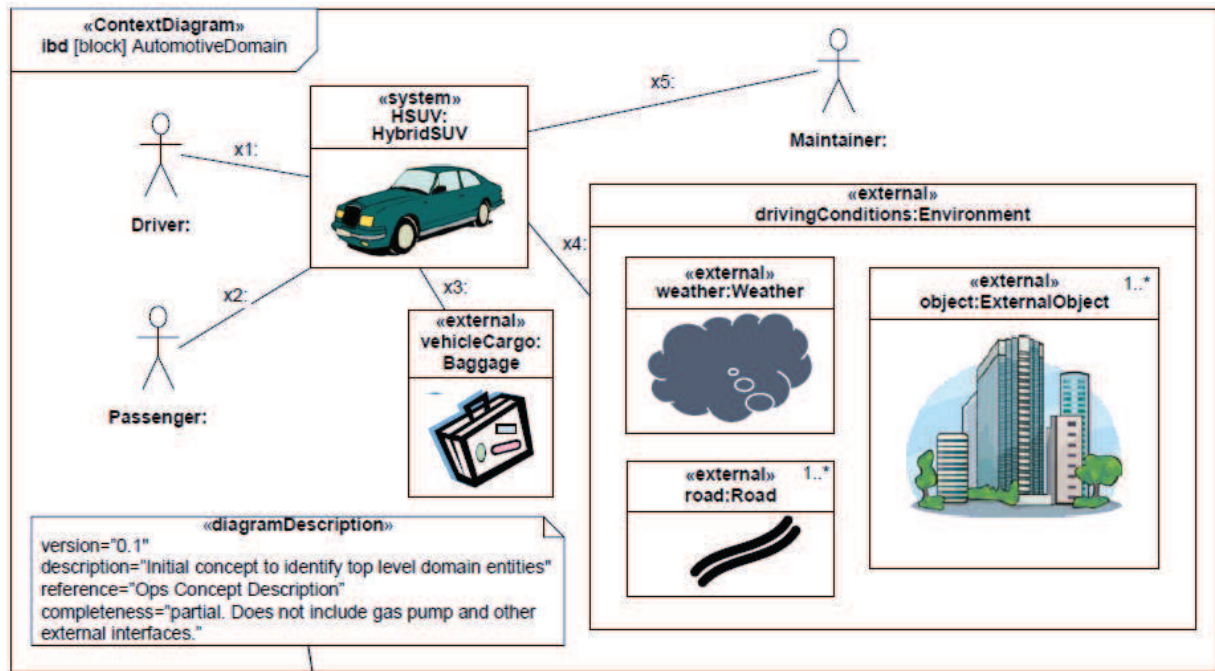 «ContextDiagram»
ibd [block] AutomotiveDomain
x5:
«system»
HSUV:
HybridSUV
Maintainer:
x1:
Driver:
«external»
drivingConditions:Environment
x4:
«external»
weather:Weather
«external» 1..*
object:ExternalObject
x2:
x3:
«external»
vehicleCargo:
Baggage
Passenger:
«external» 1..*
road:Road
«diagramDescription»
version="0.1"
description="Initial concept to identify top level domain entities"
reference="Ops Concept Description"
completeness="partial. Does not include gas pump and other
external interfaces."